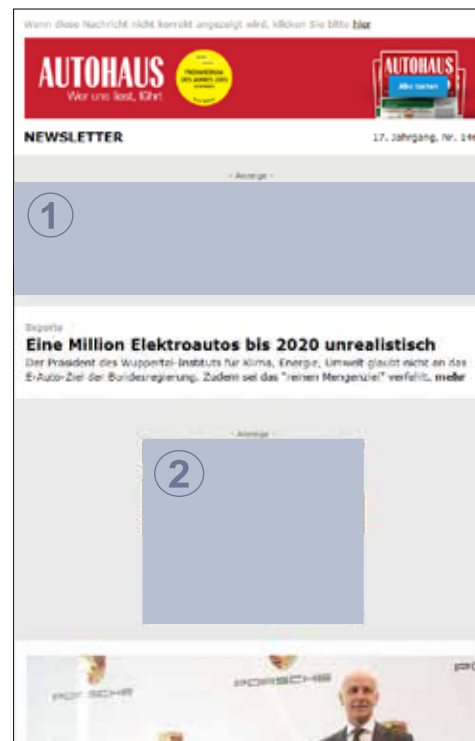 Wenn diese Nachricht nicht korrekt angezeigt wird, klicken Sie bitte hier
AUTOHAUS
Wer uns liest, führt
AUTOHAUS
Abo testen
NEWSLETTER
17. Jahrgang, Nr. 146
- Anzeige -
1
Experte
Eine Million Elektroautos bis 2020 unrealistisch
Der Präsident des Wuppertal-Instituts für Klima, Energie, Umwelt glaubt nicht an das
E-Auto-Ziel der Bundesregierung. Zudem sei das "reinen Mengenziel" verfehlt. mehr
- Anzeige -
2
PORSCHE
PORSCHE